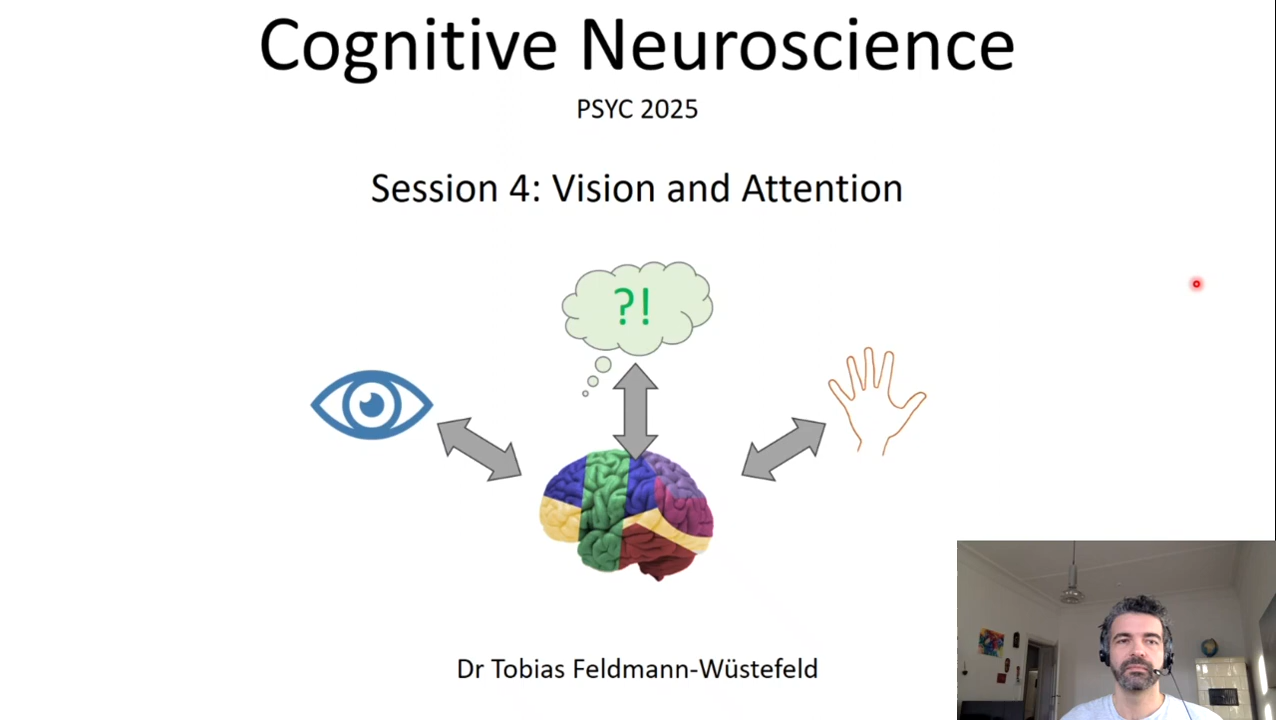 Cognitive Neuroscience
PSYC 2025
Session 4: Vision and Attention
?!
Dr Tobias Feldmann-Wüstefeld